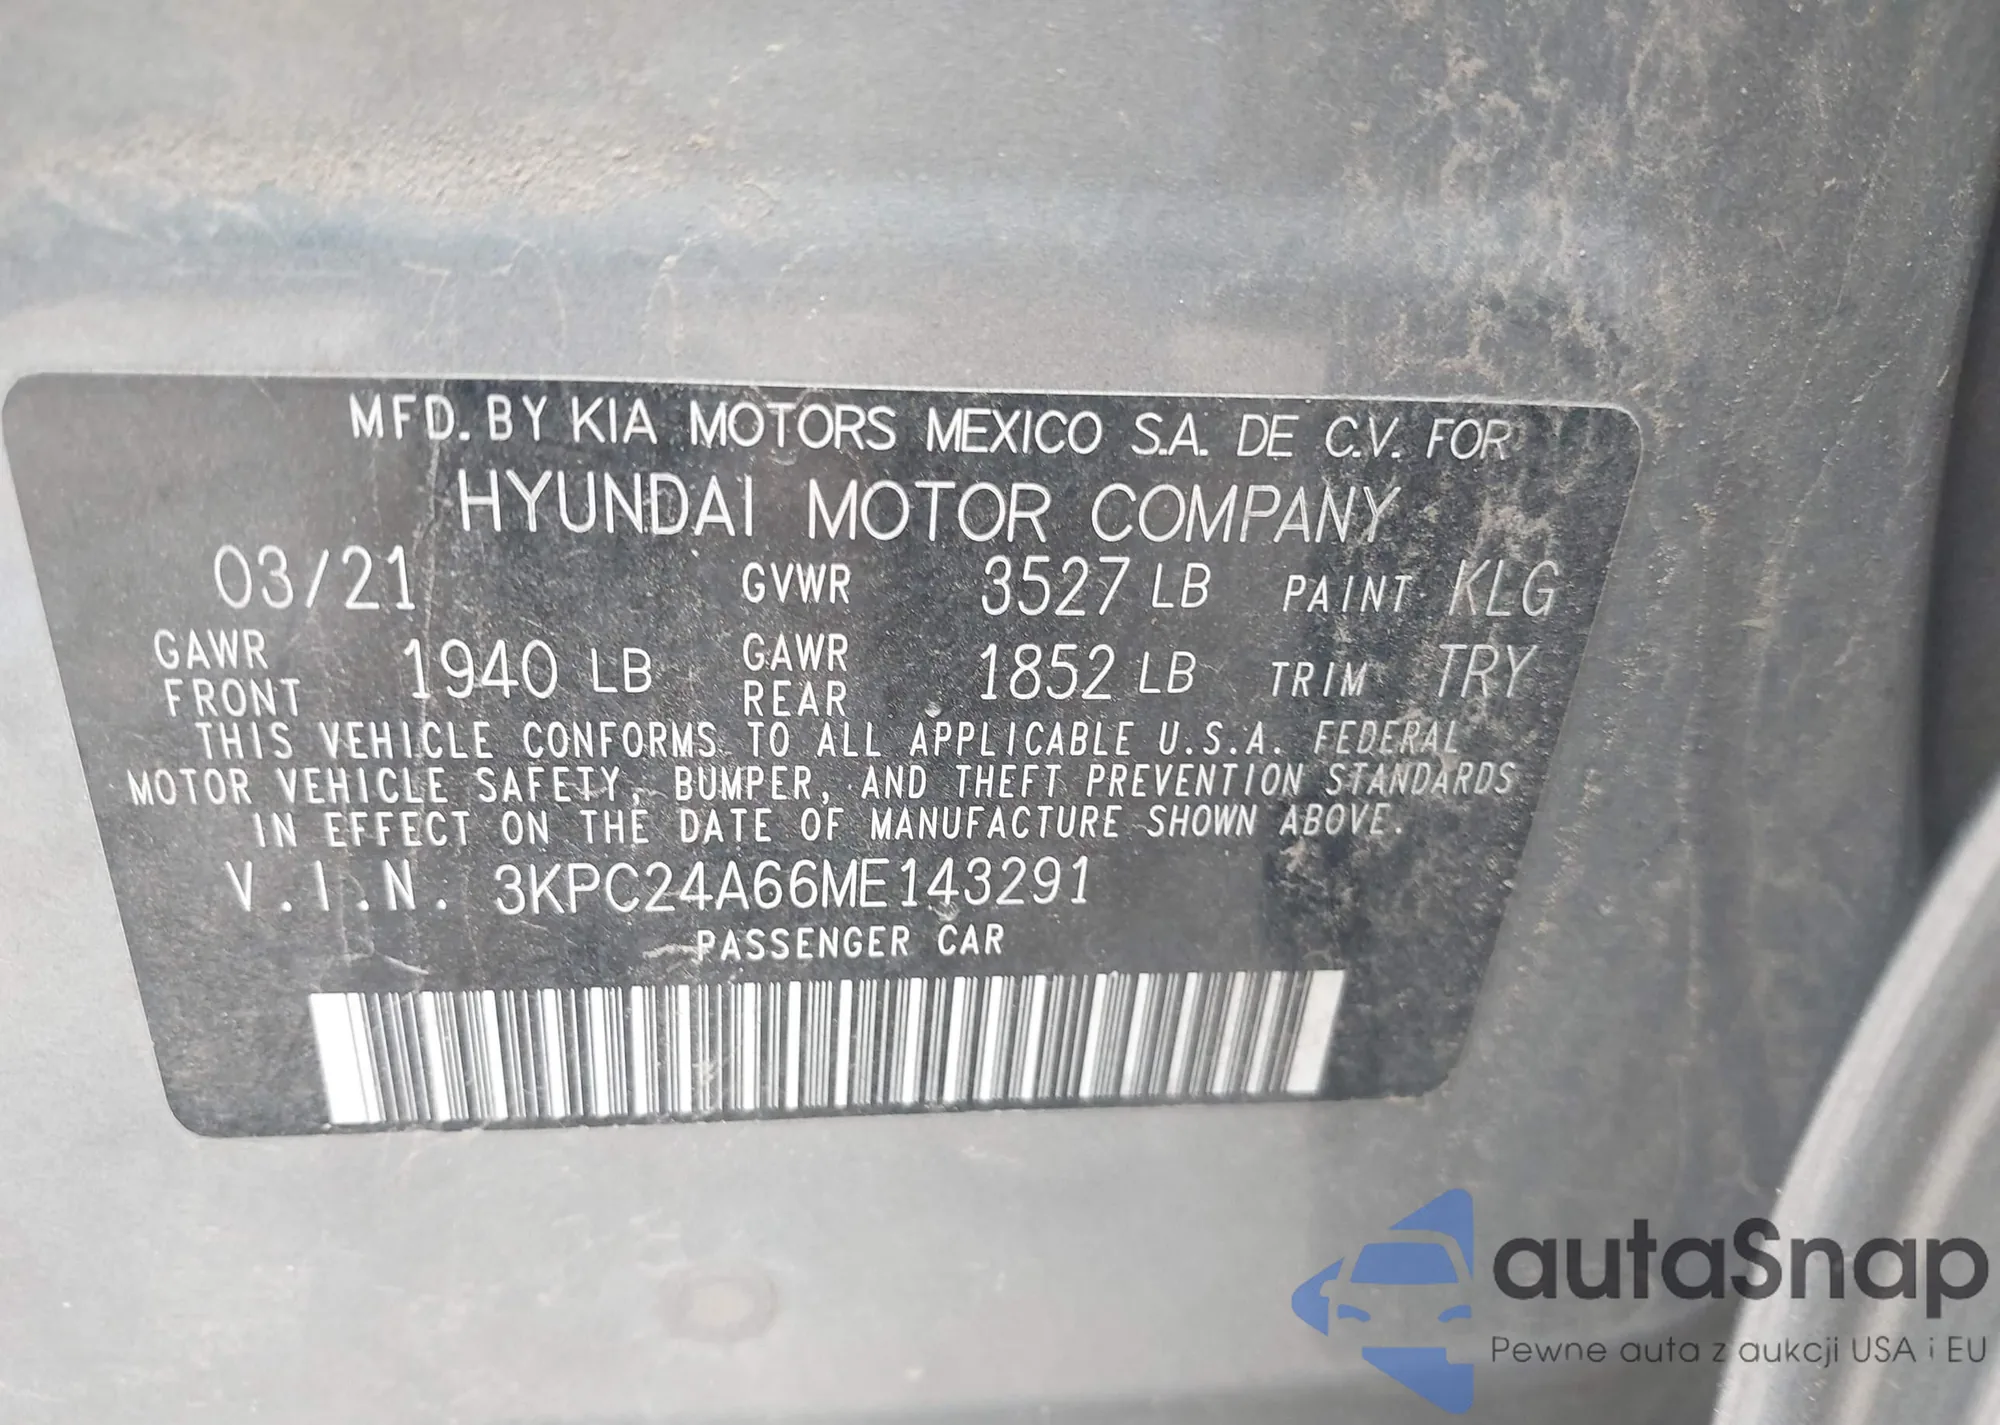 MFD. BY KIA MOTORS MEXICO S.A. DE C.V. FOR
HYUNDAI MOTOR COMPANY
03/21 GVWR 3527 LB PAINT KLG
GAWR FRONT 1940 LB GAWR REAR 1852 LB TRIM TRY
THIS VEHICLE CONFORMS TO ALL APPLICABLE U.S.A. FEDERAL
MOTOR VEHICLE SAFETY, BUMPER, AND THEFT PREVENTION STANDARDS
IN EFFECT ON THE DATE OF MANUFACTURE SHOWN ABOVE.
V.I.N. 3KPC24A66ME143291
PASSENGER CAR
autaSnap
Pewne auta z aukcji USA i EU